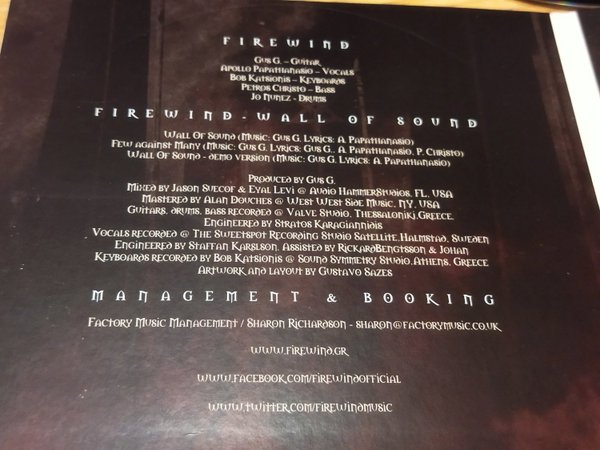 FIREWIND
Gus G. – Guitar
Apollo Papathanasio – Vocals
Bob Katsionis – Keyboards
Petros Christo – Bass
Jo Nunez – Drums
FIREWIND - WALL OF SOUND
Wall Of Sound (Music: Gus G. Lyrics: A. Papathanasio)
Few against Many (Music: Gus G. Lyrics: Gus G., A. Papathanasio, P. Christo)
Wall Of Sound - demo version (Music: Gus G. Lyrics: A. Papathanasio)
Produced by Gus G.
Mixed by Jason Suecof & Eyal Levi @ Audio HammerStudios, FL, USA
Mastered by Alan Douches @ West West Side Music, NY, USA
Guitars, drums, bass recorded @ Valve Studio, Thessaloniki,Greece.
Engineered by Stratos Karagiannidis
Vocals recorded @ The Sweetspot Recording Studio Satellite,Halmstad, Sweden
Engineered by Staffan Karslson, Assisted by RickardBengtsson & Johan
Keyboards recorded by Bob Katsionis @ Sound Symmetry Studio,Athens, Greece
Artwork and layout by Gustavo Sazes
MANAGEMENT & BOOKING
Factory Music Management / Sharon Richardson – sharon@factorymusic.co.uk
www.firewind.gr
www.facebook.com/firewindofficial
www.twitter.com/firewindmusic